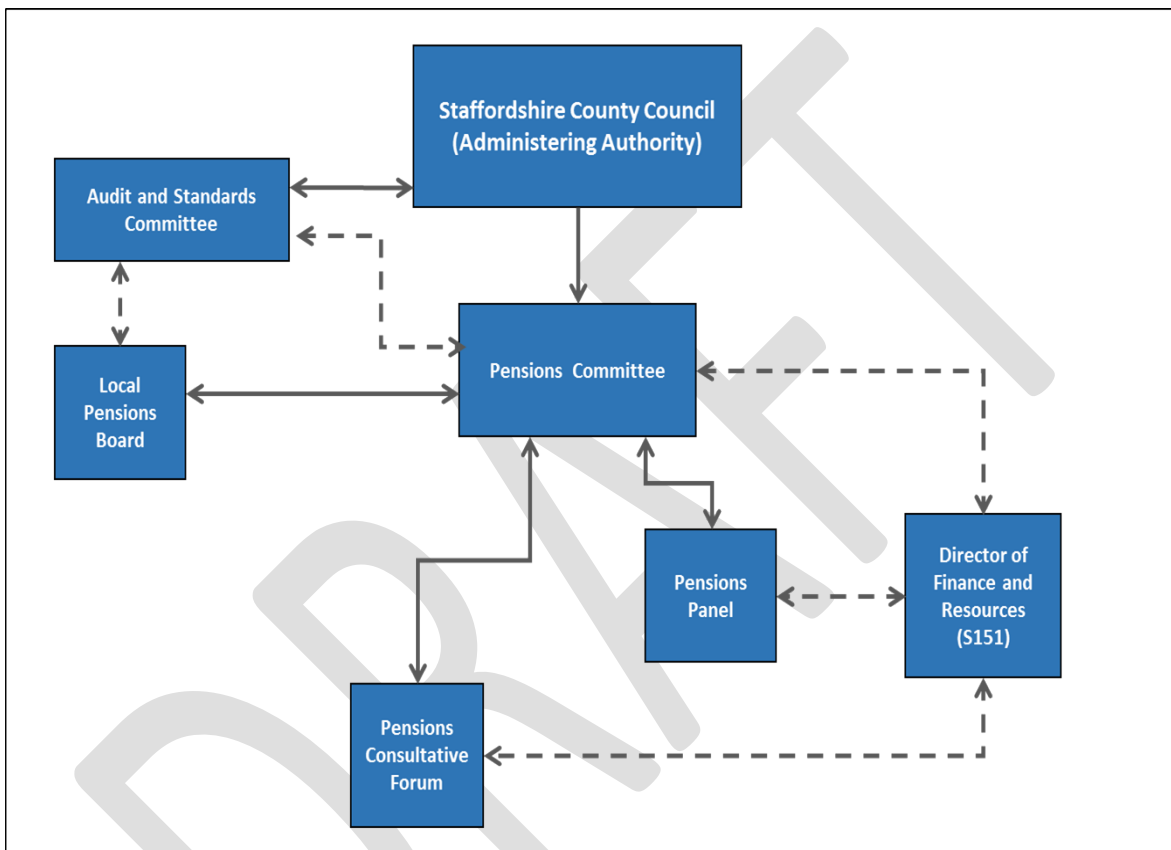 Staffordshire County Council
(Administering Authority)
Audit and Standards
Committee
Pensions Committee
Local
Pensions
Board
Pensions
Panel
Director of
Finance and
Resources
(S151)
Pensions
Consultative
Forum
DRAFT